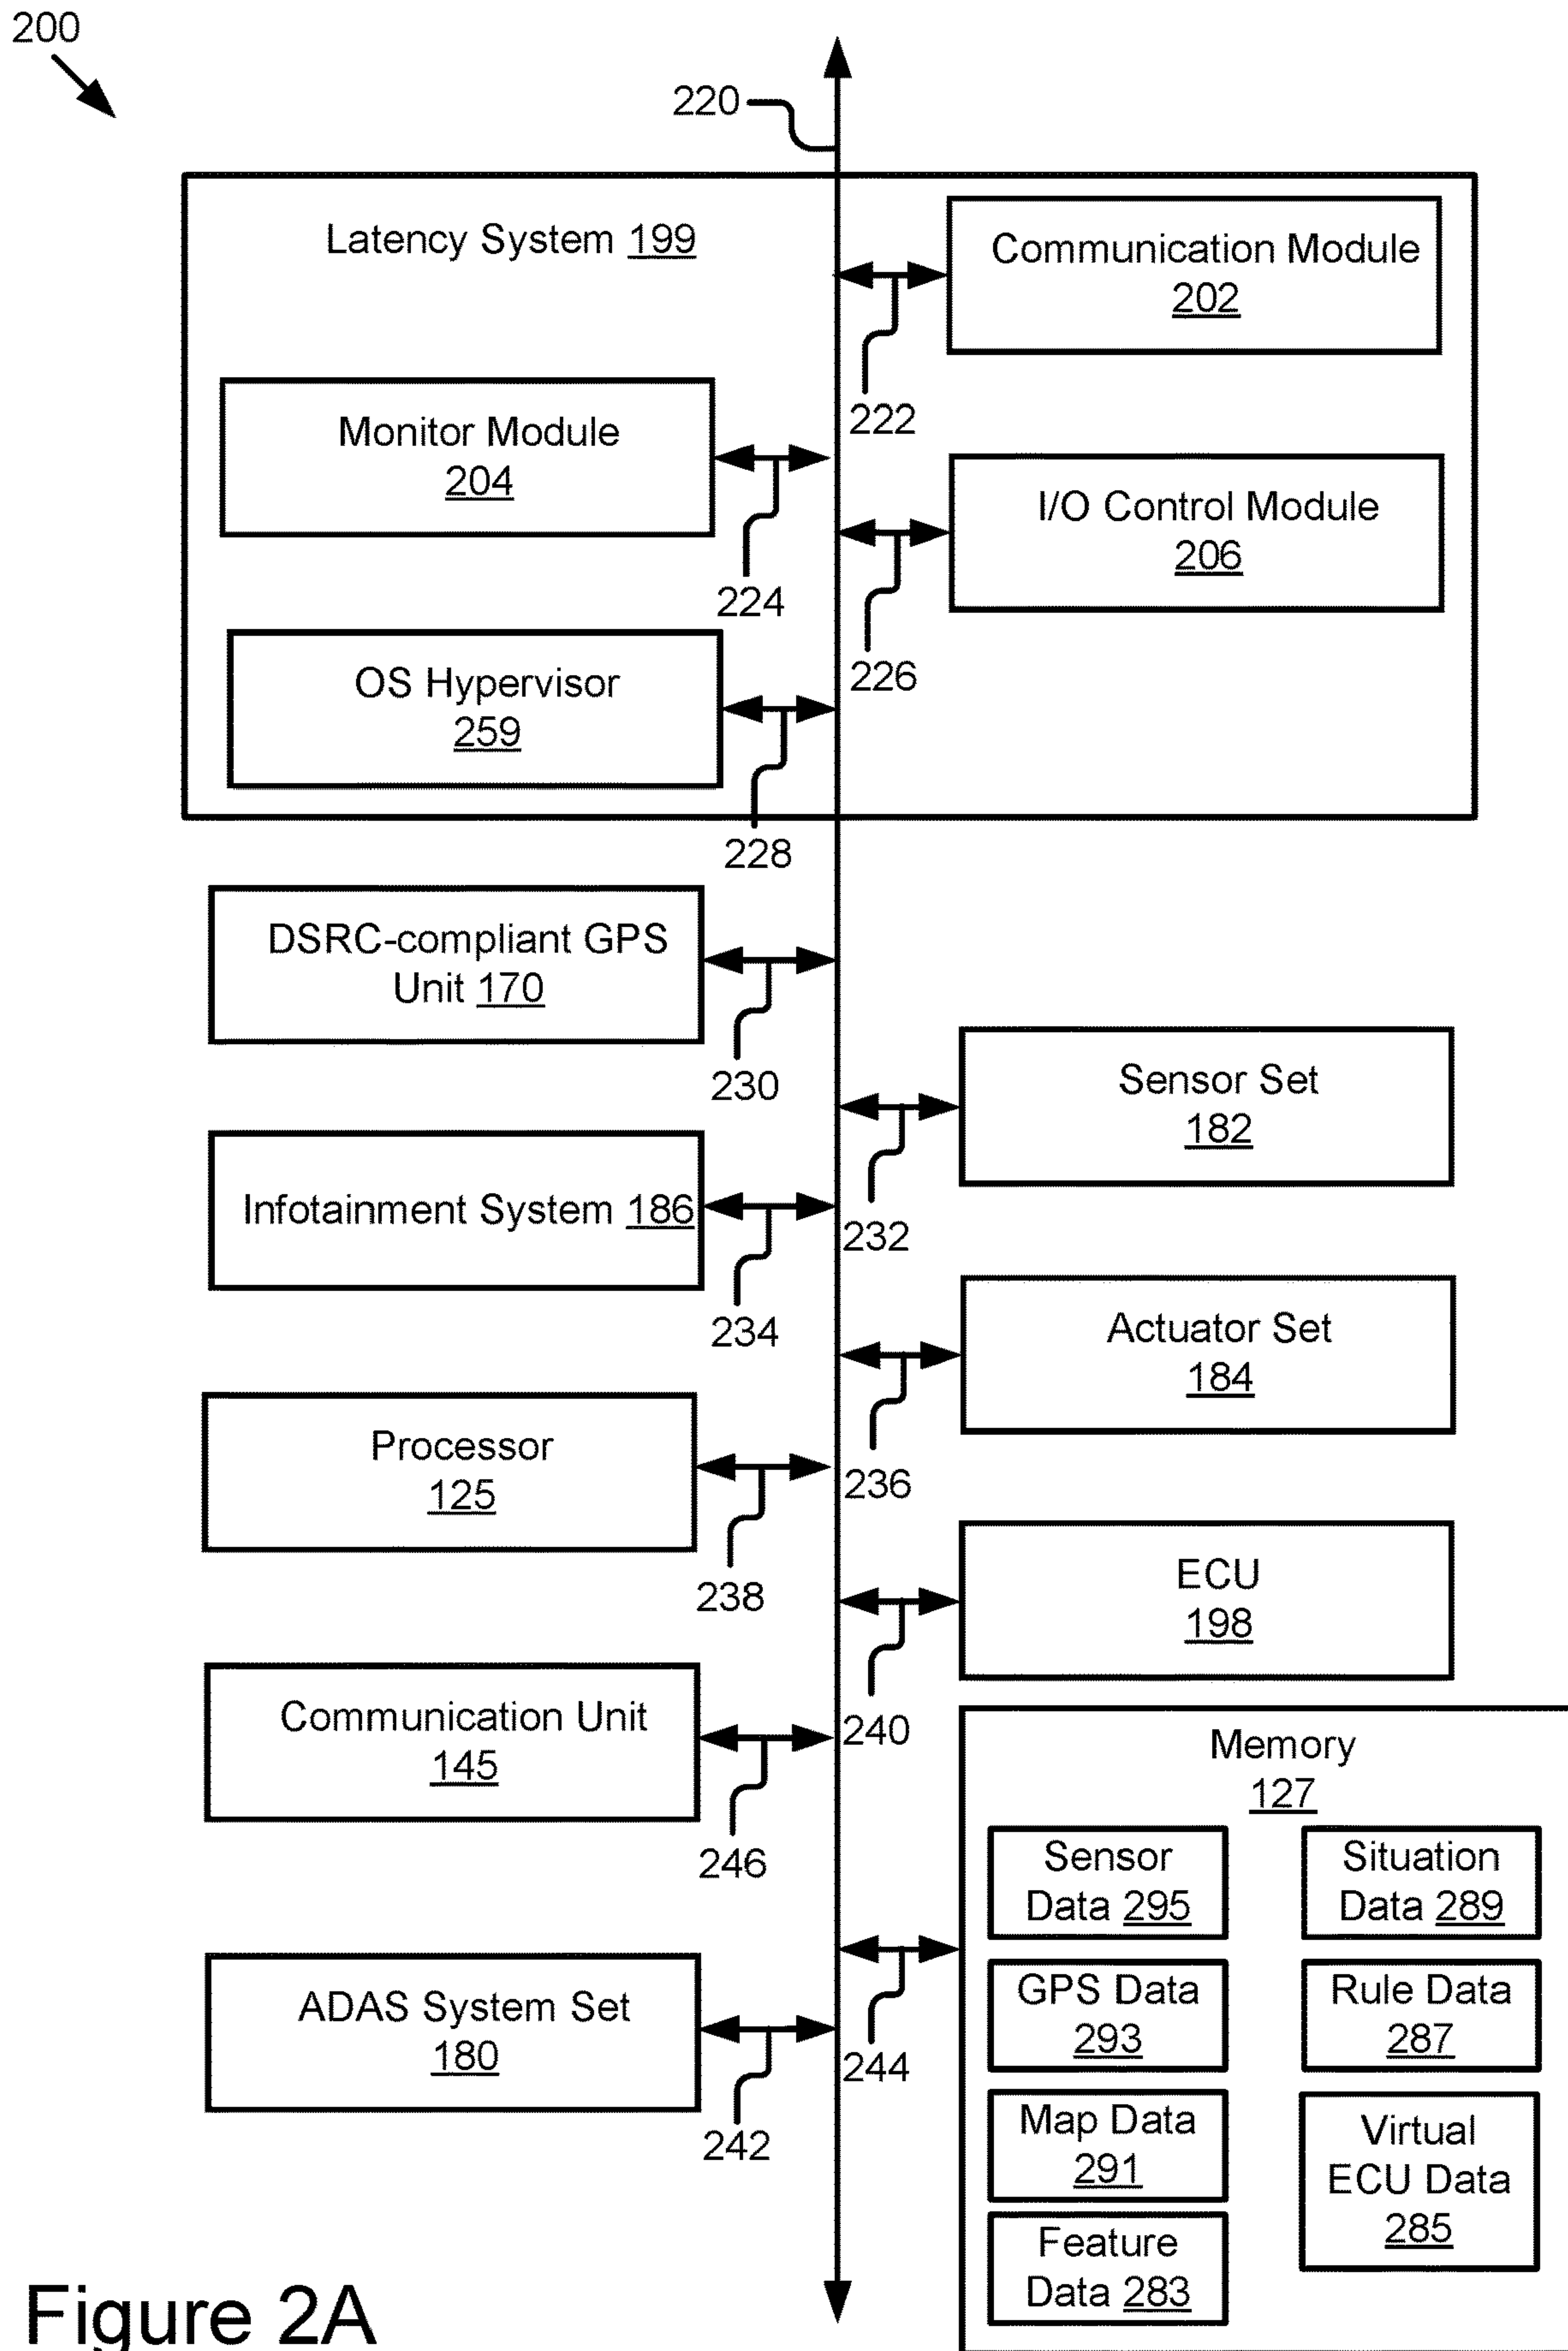 200
220
Latency System 199
Communication Module
202
222
Monitor Module
204
224
I/O Control Module
206
226
OS Hypervisor
259
228
DSRC-compliant GPS
Unit 170
230
Sensor Set
182
232
Infotainment System 186
234
Actuator Set
184
236
Processor
125
238
ECU
198
240
Communication Unit
145
246
Memory
127
Sensor
Data 295
Situation
Data 289
GPS Data
293
Rule Data
287
Map Data
291
Virtual
ECU Data
285
Feature
Data 283
244
ADAS System Set
180
242
Figure 2A